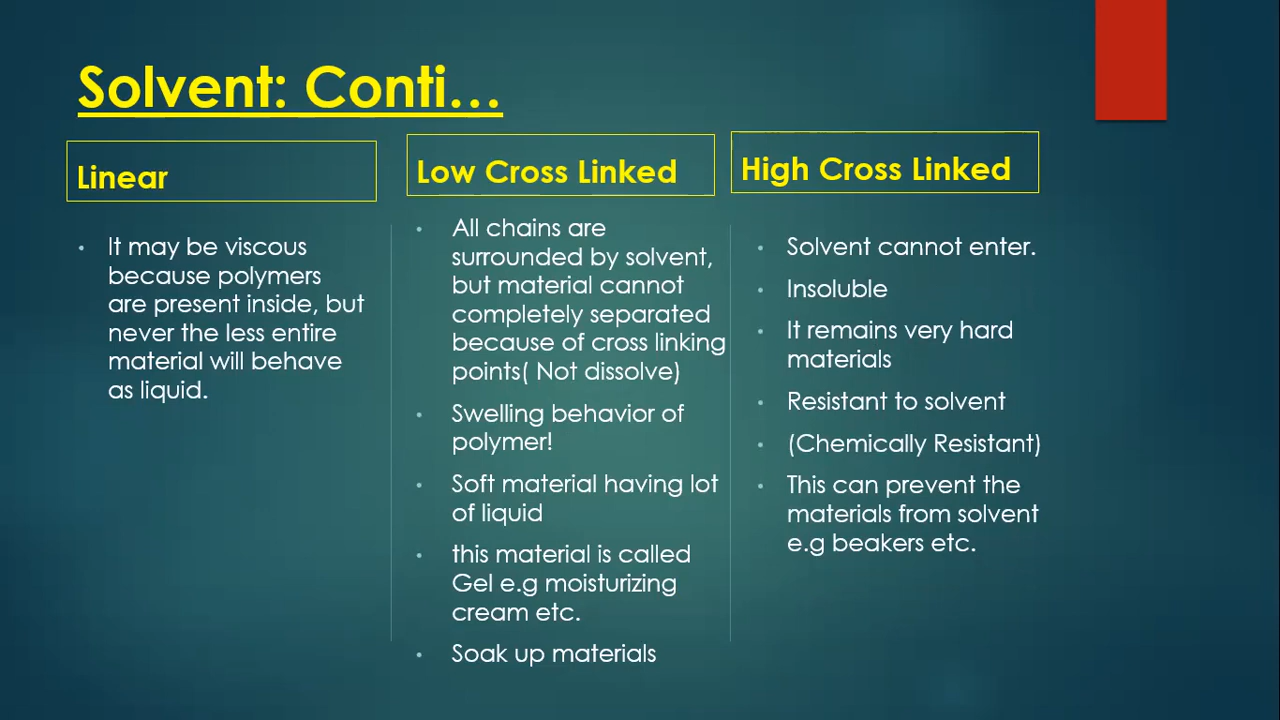 Solvent: Conti...
Linear
It may be viscous
because polymers
are present inside, but
never the less entire
material will behave
as liquid.
Low Cross Linked
All chains are
surrounded by solvent,
but material cannot
completely separated
because of cross linking
points( Not dissolve)
Swelling behavior of
polymer!
Soft material having lot
of liquid
this material is called
Gel e.g moisturizing
cream etc.
Soak up materials
High Cross Linked
Solvent cannot enter.
Insoluble
It remains very hard
materials
Resistant to solvent
(Chemically Resistant)
This can prevent the
materials from solvent
e.g beakers etc.